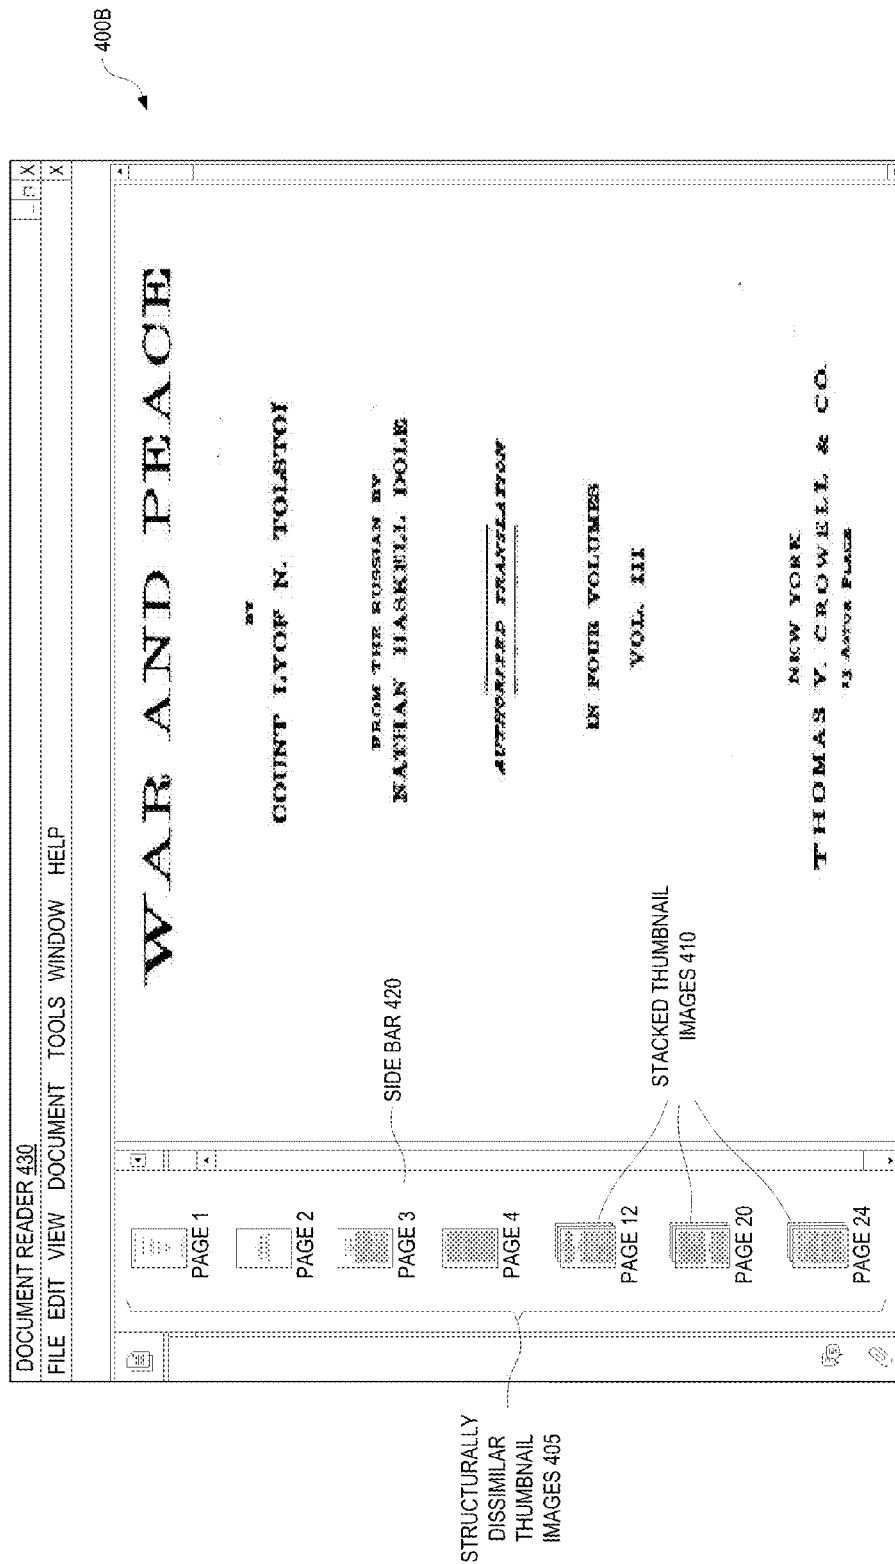 400B
DOCUMENT READER 430
_ X
FILE EDIT VIEW DOCUMENT TOOLS WINDOW HELP
X
PAGE 1
PAGE 2
PAGE 3
PAGE 4
PAGE 12
PAGE 20
PAGE 24
SIDE BAR 420
STACKED THUMBNAIL
IMAGES 410
STRUCTURALLY
DISSIMILAR
THUMBNAIL
IMAGES 405
WAR AND PEACE
BY
COUNT LYOF N. TOLSTOI
FROM THE RUSSIAN BY
NATHAN HASKELL DOLE
AUTHORIZED TRANSLATION
IN FOUR VOLUMES
VOL. III
NEW YORK
THOMAS Y. CROWELL & CO.
13 ASTOR PLACE